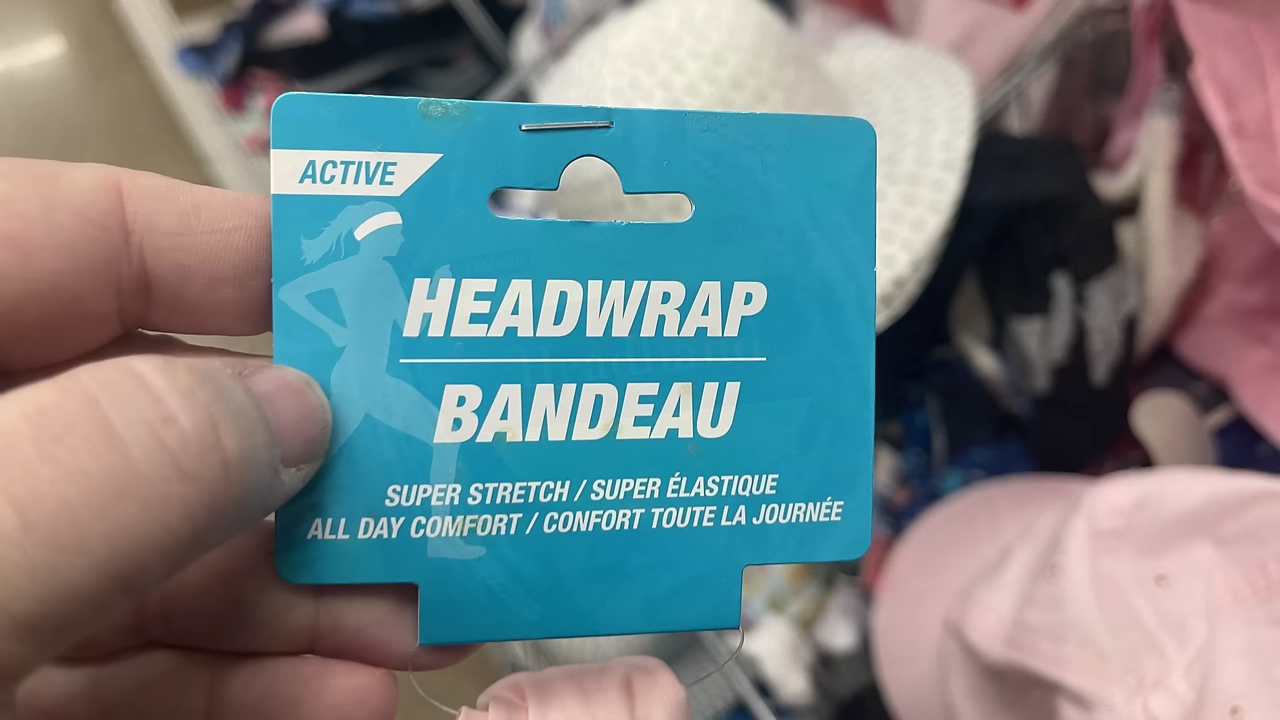 ACTIVE
HEADWRAP
BANDEAU
SUPER STRETCH / SUPER ÉLASTIQUE
ALL DAY COMFORT / CONFORT TOUTE LA JOURNÉE